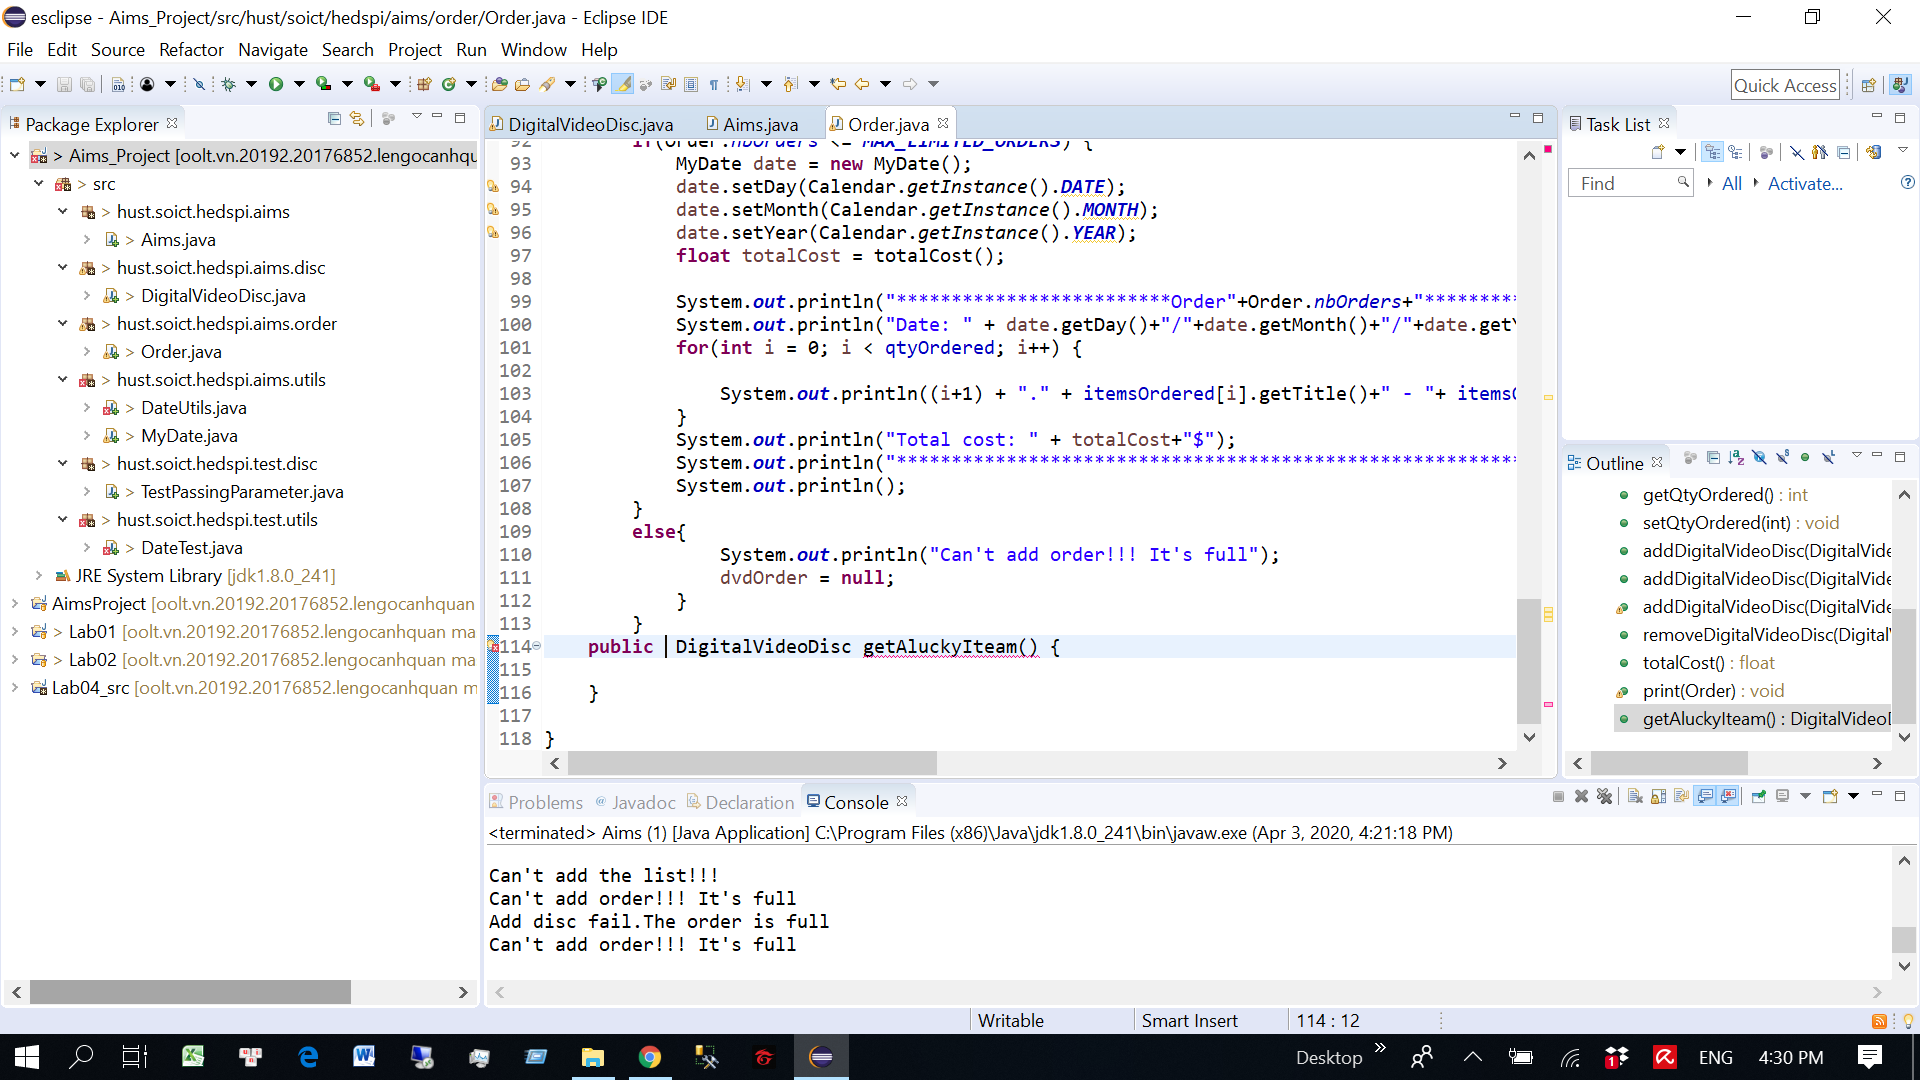 esclipse - Aims_Project/src/hust/soict/hedspi/aims/order/Order.java - Eclipse IDE
File Edit Source Refactor Navigate Search Project Run Window Help
Quick Access
Package Explorer
> Aims_Project [oolt.vn.20192.20176852.lengocanhqu
> src
> hust.soict.hedspi.aims
> Aims.java
> hust.soict.hedspi.aims.disc
> DigitalVideoDisc.java
> hust.soict.hedspi.aims.order
> Order.java
> hust.soict.hedspi.aims.utils
> DateUtils.java
> MyDate.java
> hust.soict.hedspi.test.disc
> TestPassingParameter.java
> hust.soict.hedspi.test.utils
> DateTest.java
JRE System Library [jdk1.8.0_241]
AimsProject [oolt.vn.20192.20176852.lengocanhquan
> Lab01 [oolt.vn.20192.20176852.lengocanhquan ma
> Lab02 [oolt.vn.20192.20176852.lengocanhquan ma
Lab04_src [oolt.vn.20192.20176852.lengocanhquan m
DigitalVideoDisc.java Aims.java Order.java
92 if(Order.nbOrders <= MAX_LIMITED_ORDERS) {
93 MyDate date = new MyDate();
94 date.setDay(Calendar.getInstance().DATE);
95 date.setMonth(Calendar.getInstance().MONTH);
96 date.setYear(Calendar.getInstance().YEAR);
97 float totalCost = totalCost();
98
99 System.out.println("*************************Order"+Order.nbOrders+"*********
100 System.out.println("Date: " + date.getDay()+"/"+date.getMonth()+"/"+date.getY
101 for(int i = 0; i < qtyOrdered; i++) {
102
103 System.out.println((i+1) + "." + itemsOrdered[i].getTitle()+" - "+ itemsO
104 }
105 System.out.println("Total cost: " + totalCost+"$");
106 System.out.println("*********************************************************
107 System.out.println();
108 }
109 else{
110 System.out.println("Can't add order!!! It's full");
111 dvdOrder = null;
112 }
113 }
114 public DigitalVideoDisc getAluckyIteam() {
115
116 }
117
118 }
Task List
Find All Activate...
Outline
getQtyOrdered() : int
setQtyOrdered(int) : void
addDigitalVideoDisc(DigitalVide
addDigitalVideoDisc(DigitalVide
addDigitalVideoDisc(DigitalVide
removeDigitalVideoDisc(Digital
totalCost() : float
print(Order) : void
getAluckyIteam() : DigitalVideoD
Problems @ Javadoc Declaration Console
<terminated> Aims (1) [Java Application] C:\Program Files (x86)\Java\jdk1.8.0_241\bin\javaw.exe (Apr 3, 2020, 4:21:18 PM)
Can't add the list!!!
Can't add order!!! It's full
Add disc fail.The order is full
Can't add order!!! It's full
Writable Smart Insert 114 : 12
Desktop ENG 4:30 PM